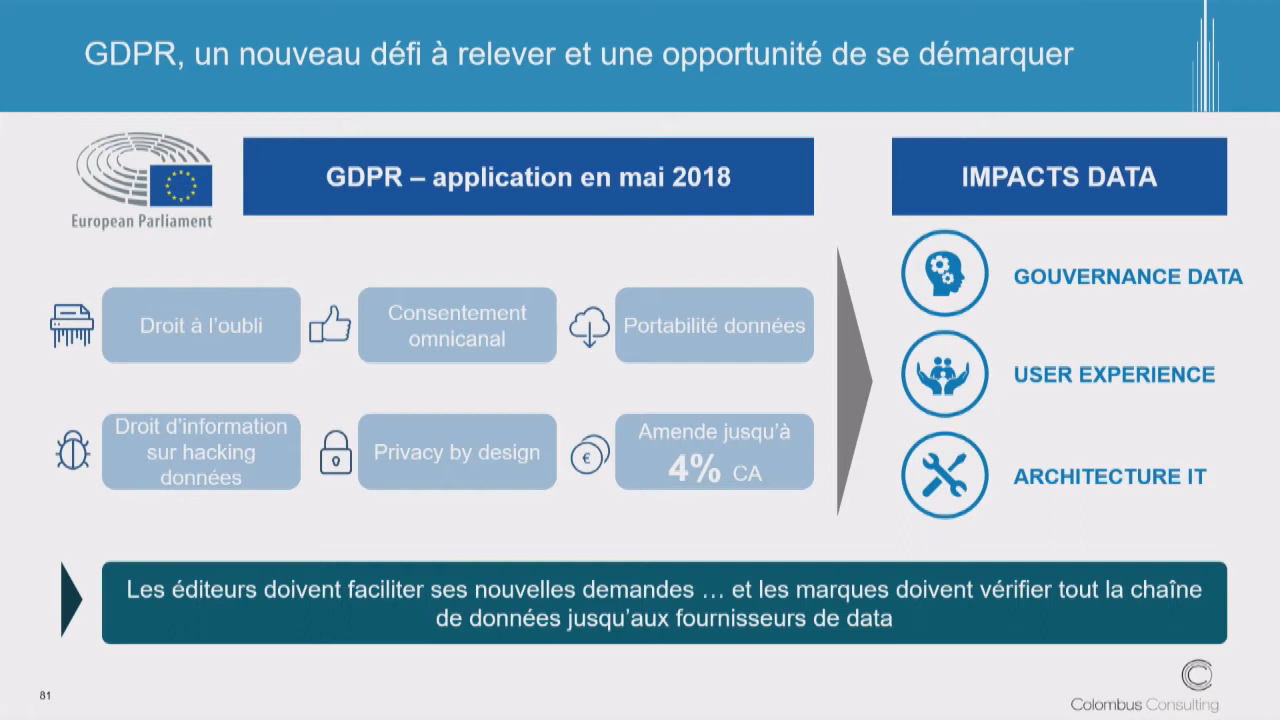 GDPR, un nouveau défi à relever et une opportunité de se démarquer
European Parliament
GDPR – application en mai 2018
IMPACTS DATA
Droit à l'oubli
Consentement
omnicanal
Portabilité données
Droit d'information
sur hacking
données
Privacy by design
Amende jusqu'à
4% CA
€
GOUVERNANCE DATA
USER EXPERIENCE
ARCHITECTURE IT
Les éditeurs doivent faciliter ses nouvelles demandes … et les marques doivent vérifier tout la chaîne
de données jusqu'aux fournisseurs de data
81
Colombus Consulting